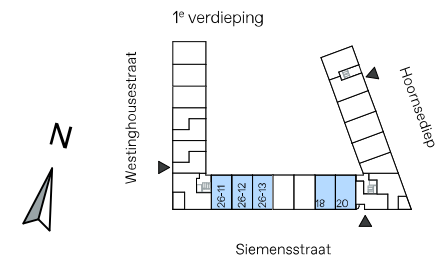 1e verdieping
Westinghousestraat
Hoornsediep
N
26-11
26-12
26-13
18
20
Siemensstraat